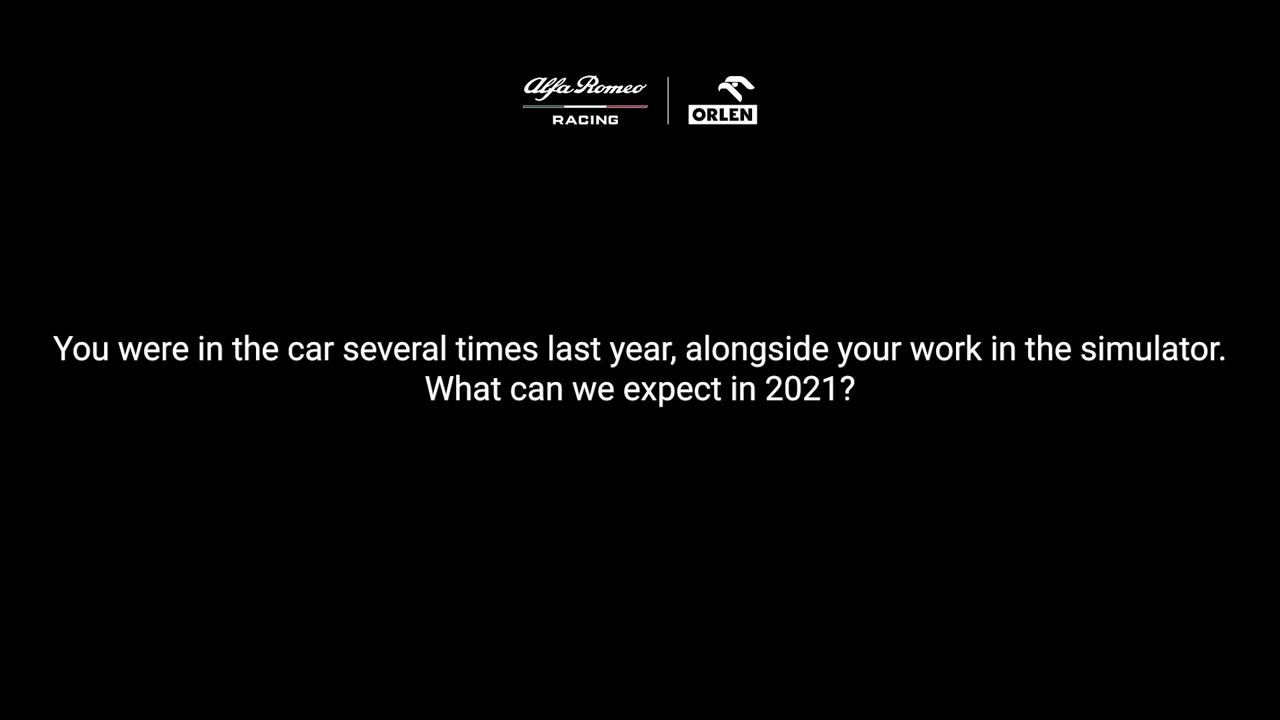 Alfa Romeo
RACING
ORLEN
You were in the car several times last year, alongside your work in the simulator.
What can we expect in 2021?